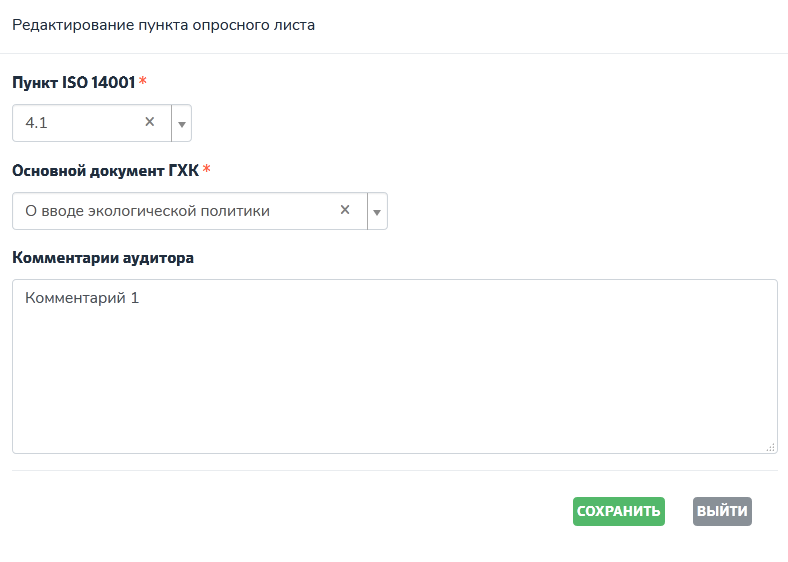 Редактирование пункта опросного листа
Пункт ISO 14001 *
4.1 ×
Основной документ ГХК *
О вводе экологической политики ×
Комментарии аудитора
Комментарий 1
СОХРАНИТЬ ВЫЙТИ